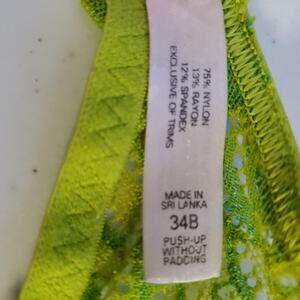 75% NYLON
13% RAYON
12% SPANDEX
EXCLUSIVE OF TRIMS
MADE IN
SRI LANKA
34B
PUSH-UP
WITHOUT
PADDING